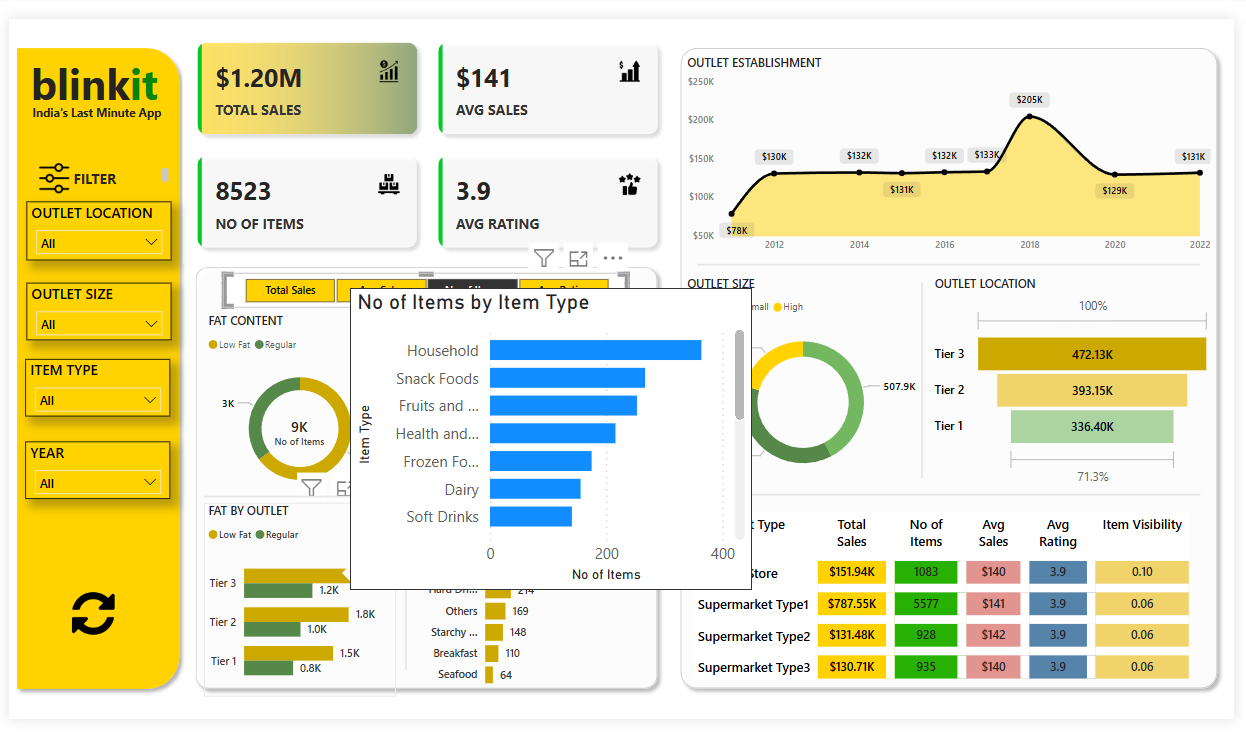 blinkit
India's Last Minute App
FILTER
OUTLET LOCATION
All
OUTLET SIZE
All
ITEM TYPE
All
YEAR
All
$1.20M
TOTAL SALES
$141
AVG SALES
8523
NO OF ITEMS
3.9
AVG RATING
Total Sales
FAT CONTENT
Low Fat Regular
3K
9K
No of Items
FAT BY OUTLET
Low Fat Regular
Tier 3
1.2K
Tier 2
1.8K
1.0K
Tier 1
1.5K
0.8K
No of Items by Item Type
Item Type
Household
Snack Foods
Fruits and ...
Health and...
Frozen Fo...
Dairy
Soft Drinks
0 200 400
No of Items
214
Others 169
Starchy ... 148
Breakfast 110
Seafood 64
OUTLET ESTABLISHMENT
$250K
$200K
$150K
$100K
$50K
$78K
$130K
$132K
$131K
$132K
$133K
$205K
$129K
$131K
2012 2014 2016 2018 2020 2022
OUTLET SIZE
High
507.9K
OUTLET LOCATION
100%
Tier 3 472.13K
Tier 2 393.15K
Tier 1 336.40K
71.3%
Type Total Sales No of Items Avg Sales Avg Rating Item Visibility
$151.94K 1083 $140 3.9 0.10
Supermarket Type1 $787.55K 5577 $141 3.9 0.06
Supermarket Type2 $131.48K 928 $142 3.9 0.06
Supermarket Type3 $130.71K 935 $140 3.9 0.06